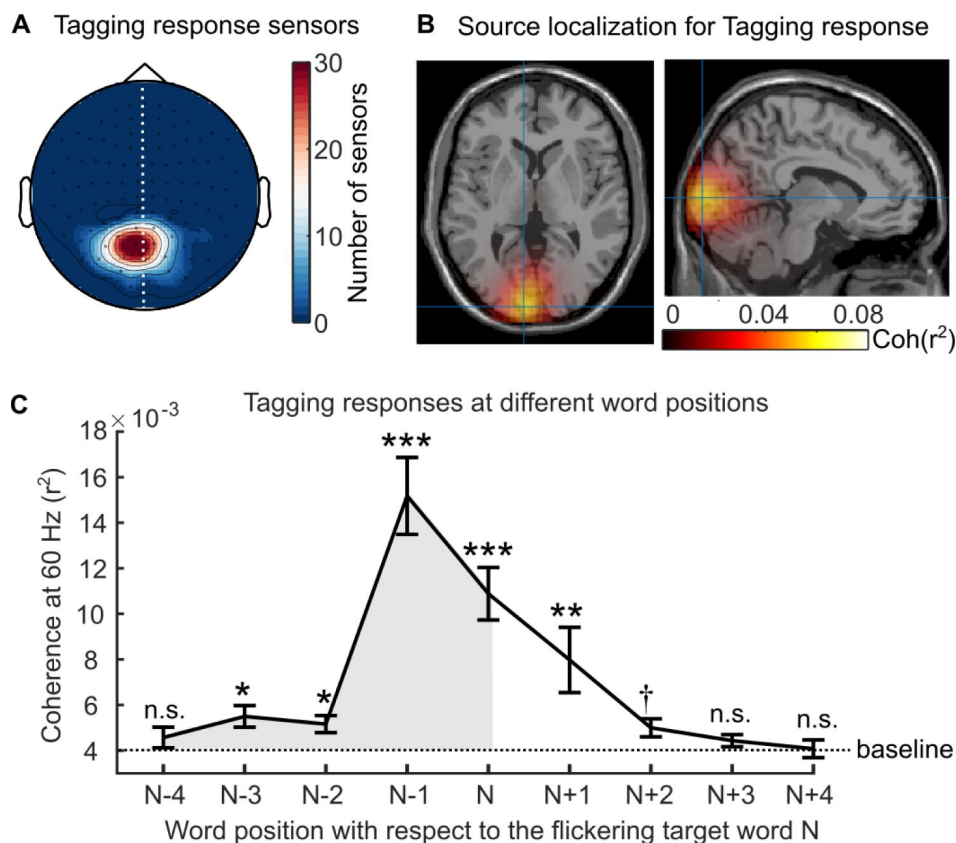 A Tagging response sensors
30
20
10
0
Number of sensors
B Source localization for Tagging response
0 0.04 0.08
Coh(r²)
C Tagging responses at different word positions
×10⁻³
18
16
14
12
10
8
6
4
Coherence at 60 Hz (r²)
n.s.
*
*
***
***
**
†
n.s.
n.s.
baseline
N-4 N-3 N-2 N-1 N N+1 N+2 N+3 N+4
Word position with respect to the flickering target word N